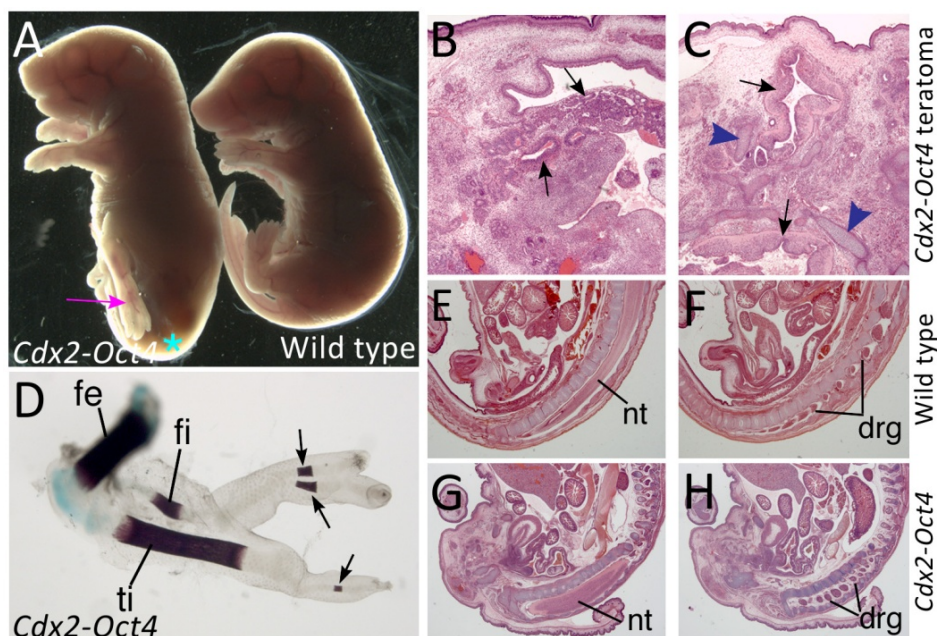 A
Cdx2-Oct4
*
Wild type
B
C
Cdx2-Oct4 teratoma
D
fe
fi
ti
Cdx2-Oct4
E
nt
F
drg
Wild type
G
nt
H
drg
Cdx2-Oct4